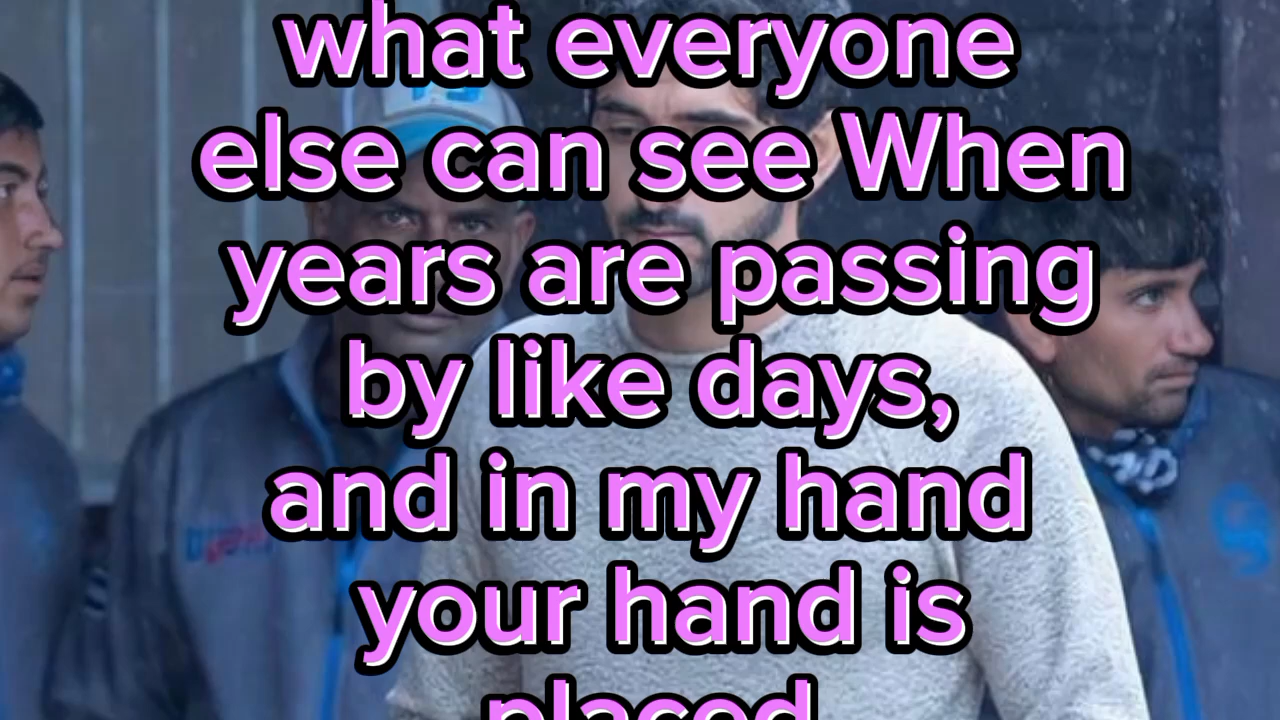 what everyone
else can see When
years are passing
by like days,
and in my hand
your hand is
placed